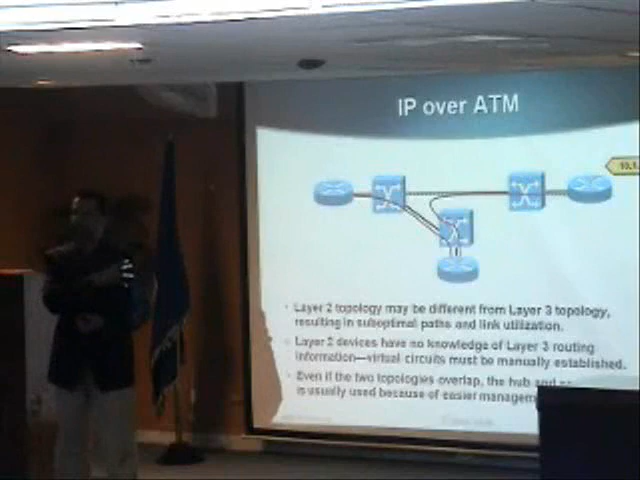 IP over ATM
10.1.
· Layer 2 topology may be different from Layer 3 topology,
resulting in suboptimal paths and link utilization.
· Layer 2 devices have no knowledge of Layer 3 routing
information—virtual circuits must be manually established.
· Even if the two topologies overlap, the hub and
is usually used because of easier managem